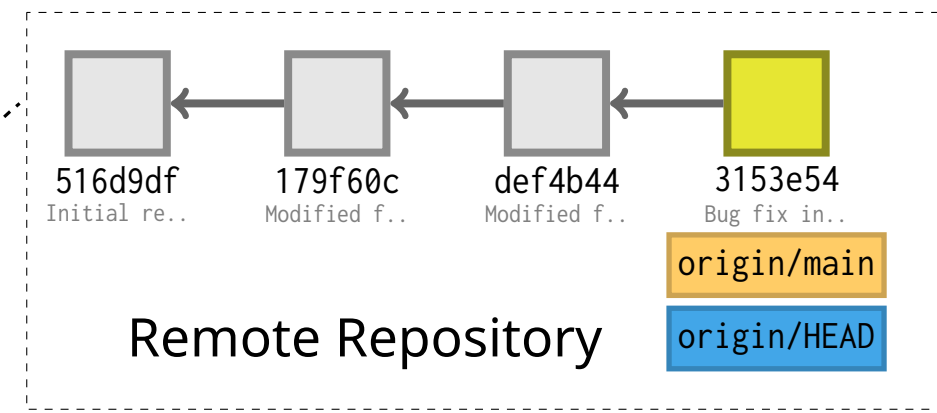 516d9df
Initial re..
179f60c
Modified f..
def4b44
Modified f..
3153e54
Bug fix in..
origin/main
origin/HEAD
Remote Repository